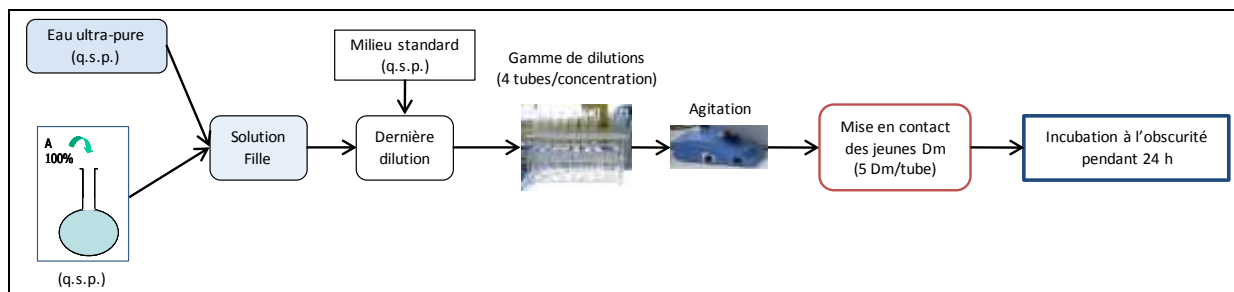 Eau ultra-pure
(q.s.p.)
A
100%
(q.s.p.)
Solution
Fille
Milieu standard
(q.s.p.)
Dernière
dilution
Gamme de dilutions
(4 tubes/concentration)
Agitation
Mise en contact
des jeunes Dm
(5 Dm/tube)
Incubation à l'obscurité
pendant 24 h